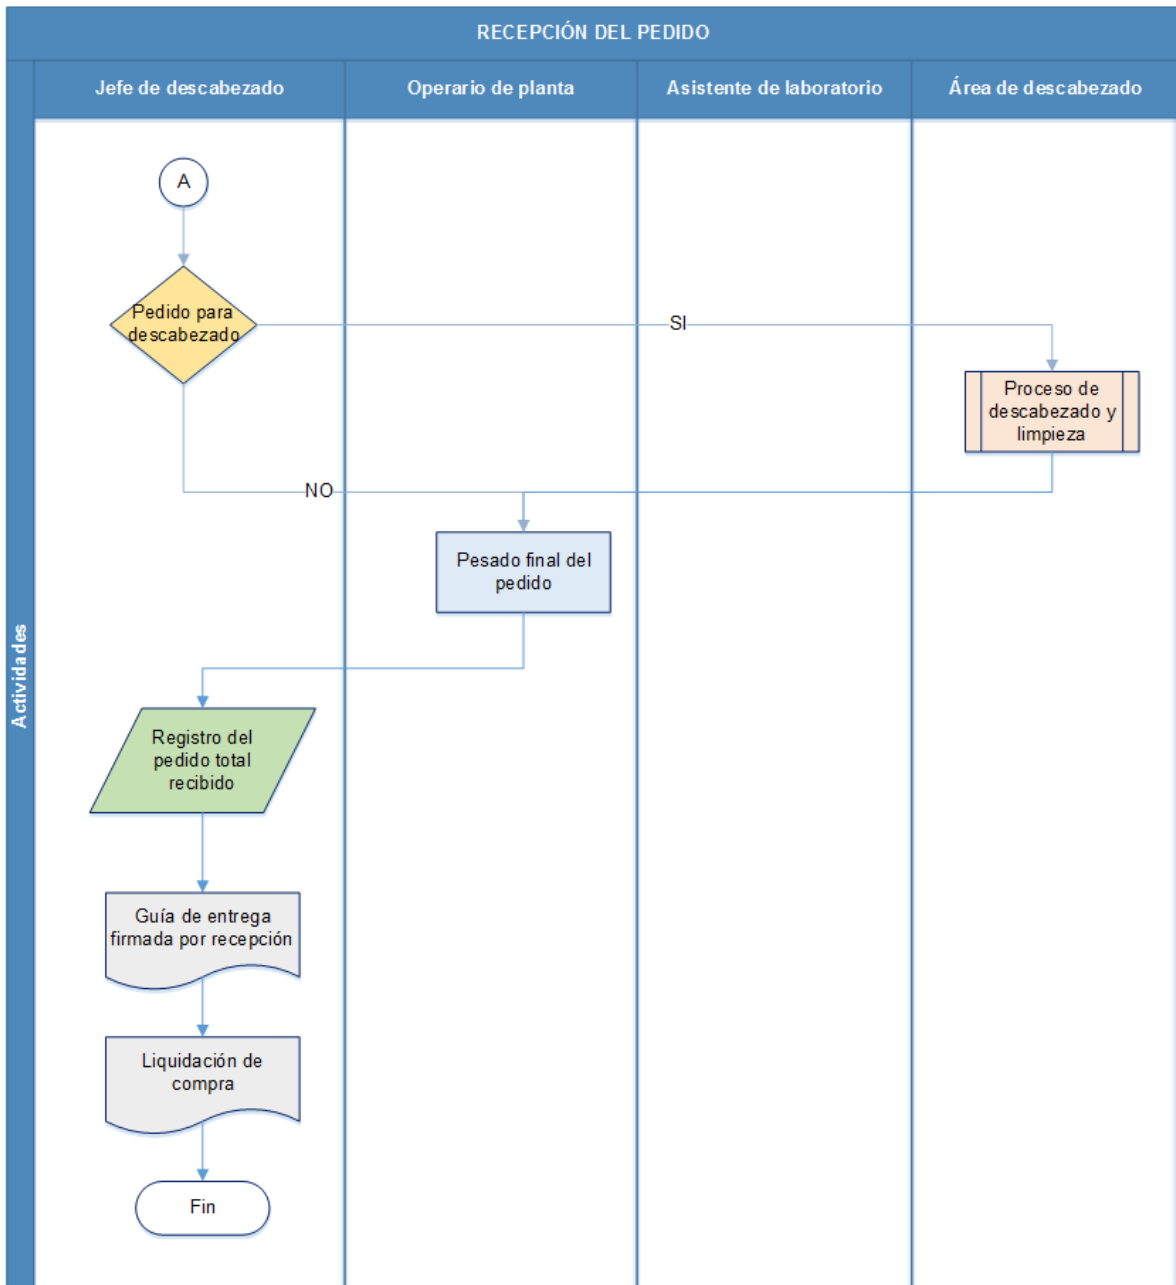 RECEPCIÓN DEL PEDIDO
Jefe de descabezado
Operario de planta
Asistente de laboratorio
Área de descabezado
Actividades
A
Pedido para
descabezado
SI
Proceso de
descabezado y
limpieza
NO
Pesado final del
pedido
Registro del
pedido total
recibido
Guía de entrega
firmada por recepción
Liquidación de
compra
Fin